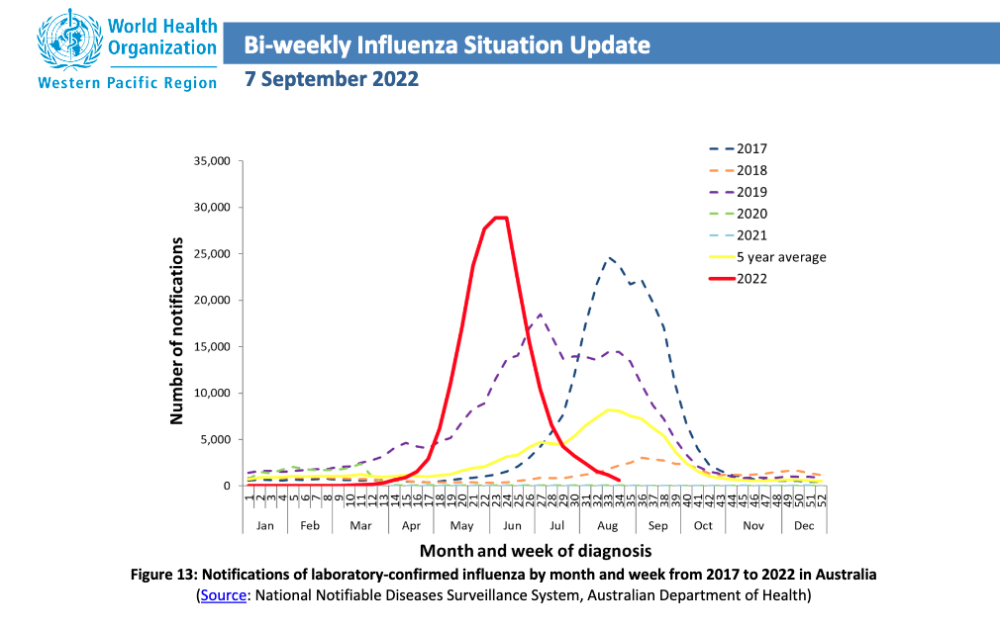 World Health
Organization
Western Pacific Region
Bi-weekly Influenza Situation Update
7 September 2022
2017
2018
2019
2020
2021
5 year average
2022
35,000
30,000
25,000
20,000
15,000
10,000
5,000
0
Number of notifications
1 2 3 4 5 6 7 8 9 10 11 12 13 14 15 16 17 18 19 20 21 22 23 24 25 26 27 28 29 30 31 32 33 34 35 36 37 38 39 40 41 42 43 44 45 46 47 48 49 50 51 52
Jan Feb Mar Apr May Jun Jul Aug Sep Oct Nov Dec
Month and week of diagnosis
Figure 13: Notifications of laboratory-confirmed influenza by month and week from 2017 to 2022 in Australia
(Source: National Notifiable Diseases Surveillance System, Australian Department of Health)